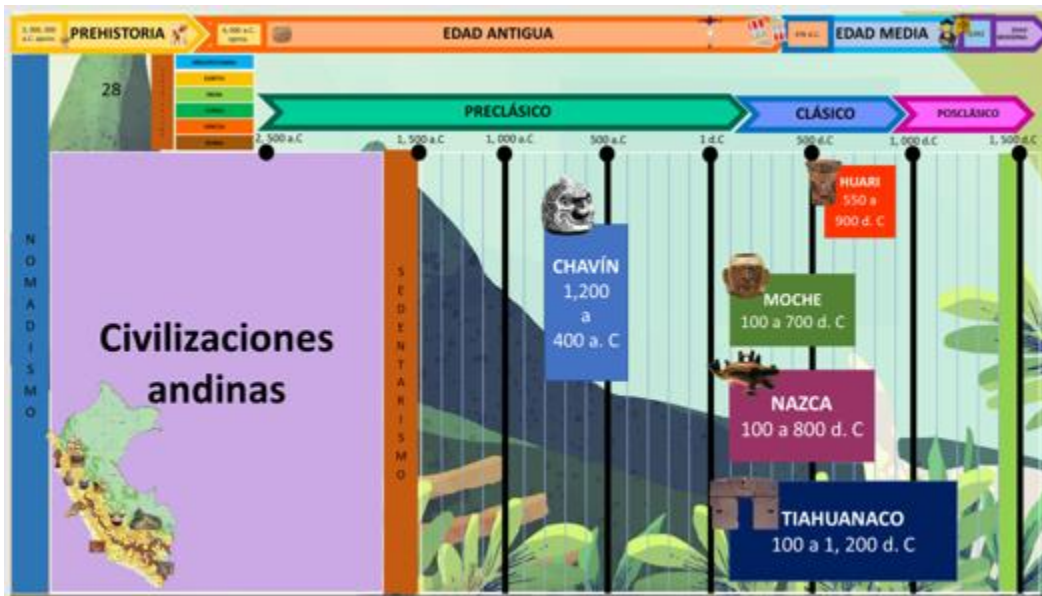 PREHISTORIA
EDAD ANTIGUA
EDAD MEDIA
28
PRECLÁSICO
CLÁSICO
POSCLÁSICO
2, 500 a.C
1, 500 a.C
1, 000 a.C
500 a.C
1 d.C
500 d.C
1, 000 d.C
1, 500 d.C
NOMADISMO
Civilizaciones
andinas
SEDENTARISMO
CHAVÍN
1,200
a
400 a. C
HUARI
550 a
900 d. C
MOCHE
100 a 700 d. C
NAZCA
100 a 800 d. C
TIAHUANACO
100 a 1, 200 d. C